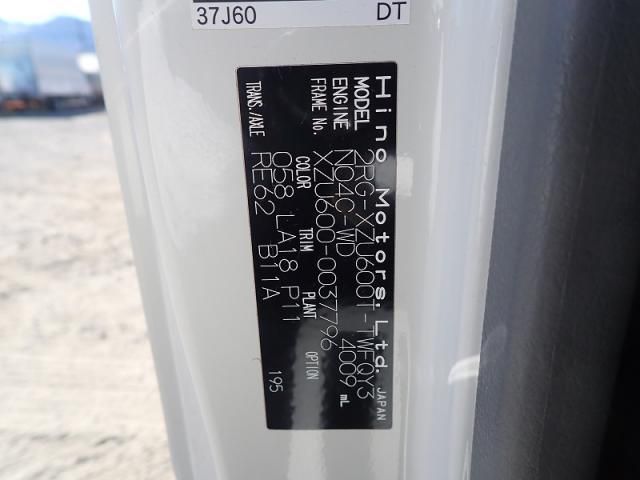 37J60 DT
Hino Motors, Ltd. JAPAN
MODEL 2RG-XZU600T-TWFQY3
ENGINE NO4C-WD 4009 mL
FRAME No. XZU600-0037796
COLOR TRIM PLANT OPTION
058 LA18 P11
TRANS./AXLE RE62 B11A 195